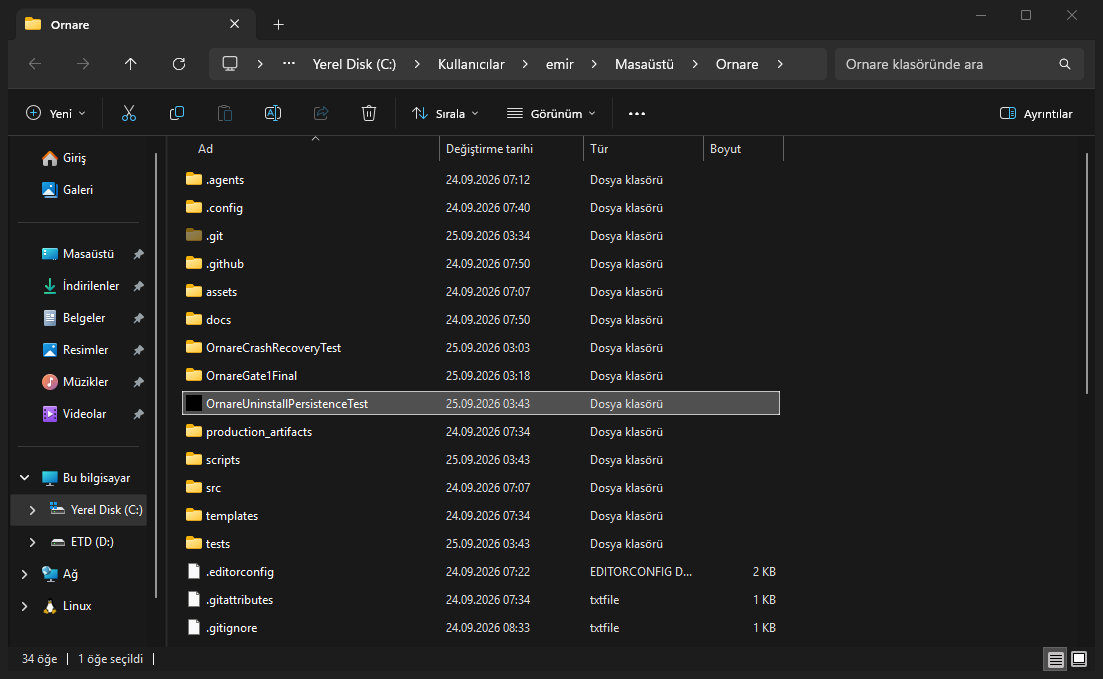 Ornare
Yerel Disk (C:) Kullanıcılar emir Masaüstü Ornare
Ornare klasöründe ara
Yeni Sırala Görünüm Ayrıntılar
Giriş
Galeri
Masaüstü
İndirilenler
Belgeler
Resimler
Müzikler
Videolar
Bu bilgisayar
Yerel Disk (C:)
ETD (D:)
Ağ
Linux
Ad Değiştirme tarihi Tür Boyut
.agents 24.09.2026 07:12 Dosya klasörü
.config 24.09.2026 07:40 Dosya klasörü
.git 25.09.2026 03:34 Dosya klasörü
.github 24.09.2026 07:50 Dosya klasörü
assets 24.09.2026 07:07 Dosya klasörü
docs 24.09.2026 07:50 Dosya klasörü
OrnareCrashRecoveryTest 25.09.2026 03:03 Dosya klasörü
OrnareGate1Final 25.09.2026 03:18 Dosya klasörü
OrnareUninstallPersistenceTest 25.09.2026 03:43 Dosya klasörü
production_artifacts 24.09.2026 07:34 Dosya klasörü
scripts 25.09.2026 03:43 Dosya klasörü
src 24.09.2026 07:07 Dosya klasörü
templates 24.09.2026 07:34 Dosya klasörü
tests 25.09.2026 03:43 Dosya klasörü
.editorconfig 24.09.2026 07:22 EDITORCONFIG D... 2 KB
.gitattributes 24.09.2026 07:34 txtfile 1 KB
.gitignore 24.09.2026 08:33 txtfile 1 KB
34 öğe 1 öğe seçildi